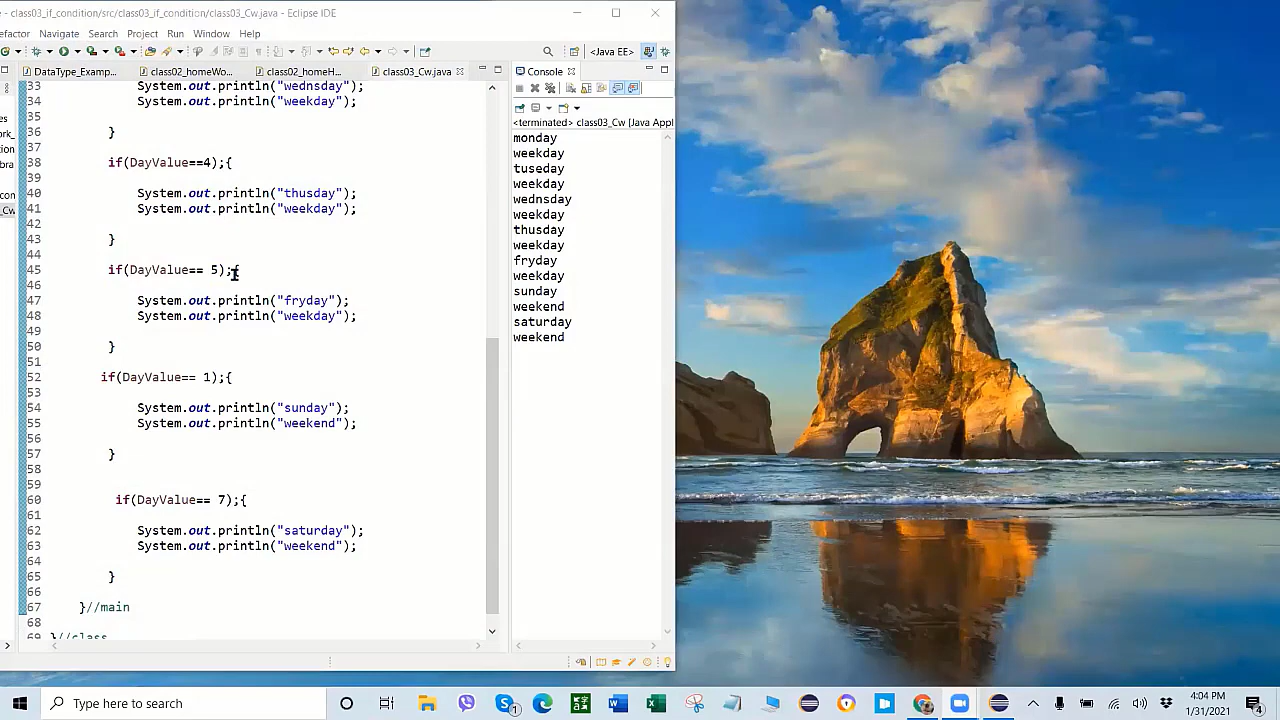 - class03_if_condition/src/class03_Cw.java - Eclipse IDE
efactor Navigate Search Project Run Window Help
<Java EE>
DataType_Examp... class02_homeWo... class02_homeH... class03_Cw.java
Console
<terminated> class03_Cw [Java Appl
33 System.out.println("wednsday");
34 System.out.println("weekday");
35
36 }
37
38 if(DayValue==4);{
39
40 System.out.println("thusday");
41 System.out.println("weekday");
42
43 }
44
45 if(DayValue== 5);{
46
47 System.out.println("fryday");
48 System.out.println("weekday");
49
50 }
51
52 if(DayValue== 1);{
53
54 System.out.println("sunday");
55 System.out.println("weekend");
56
57 }
58
59
60 if(DayValue== 7);{
61
62 System.out.println("saturday");
63 System.out.println("weekend");
64
65 }
66
67 }//main
68
69 }//class
monday
weekday
tuseday
weekday
wednsday
weekday
thusday
weekday
fryday
weekday
sunday
weekend
saturday
weekend
Type here to search
4:04 PM
1/31/2021